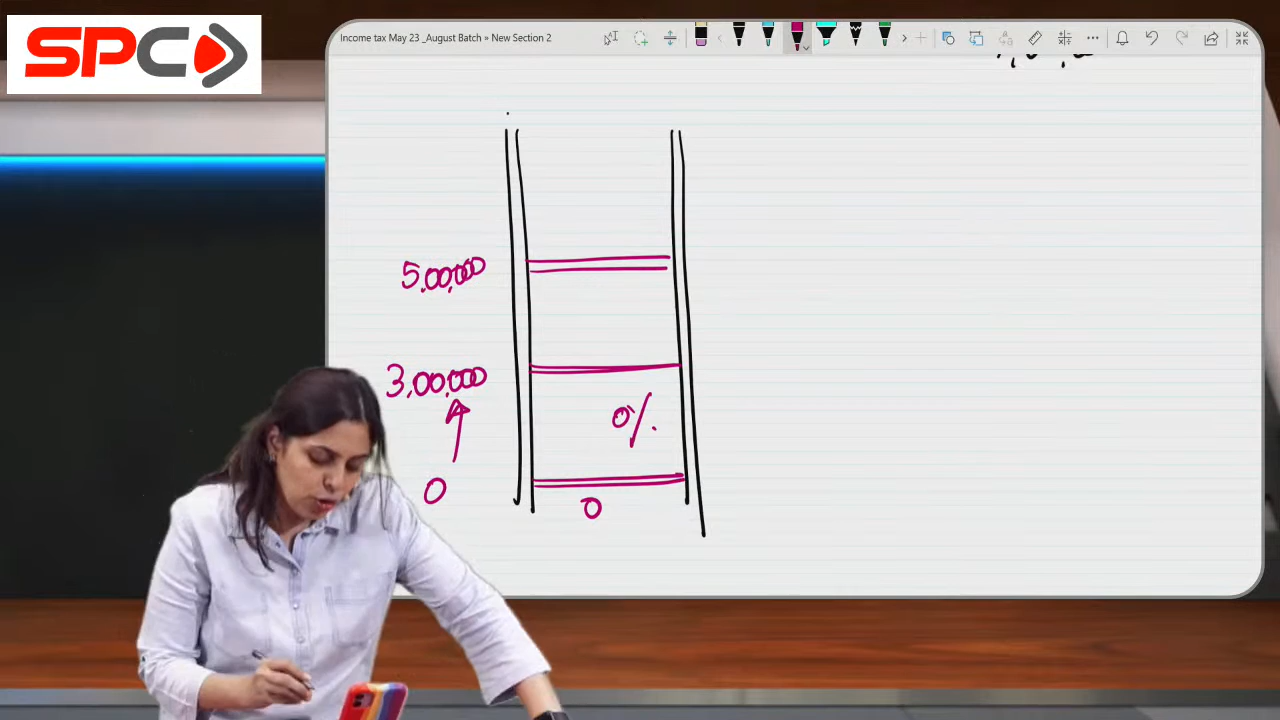 SPC
Income tax May 23 _August Batch » New Section 2
5,00,000
3,00,000
0%.
0
0